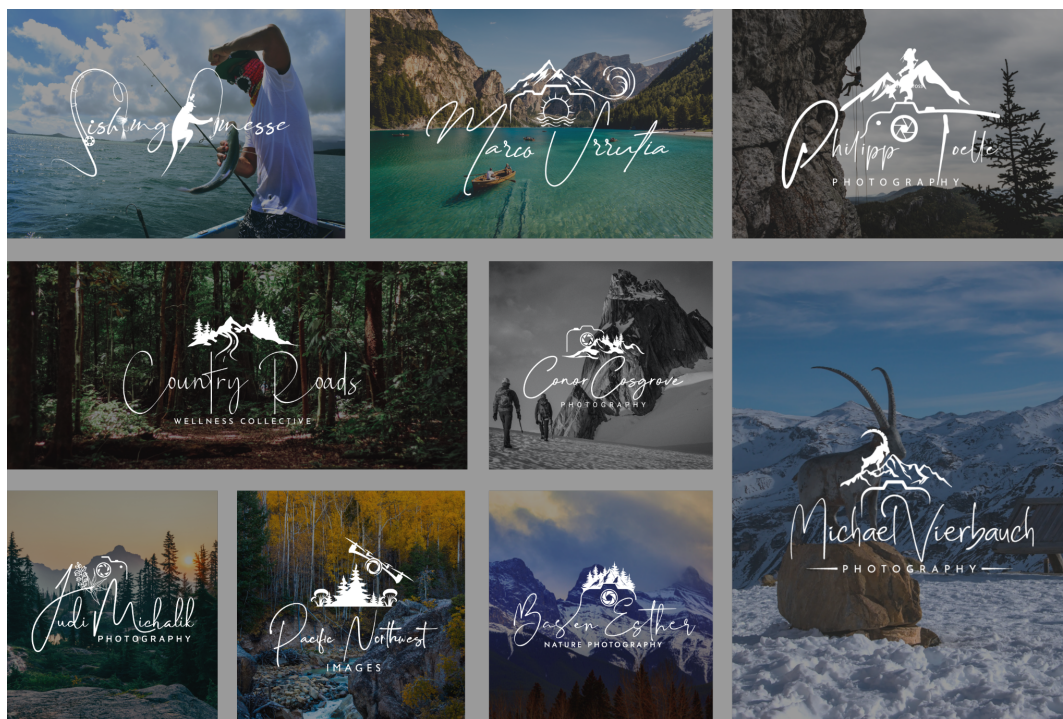 Fishing Finesse
Marco Urrutia
Philipp Toelle
PHOTOGRAPHY
Country Roads
WELLNESS COLLECTIVE
Conor Cosgrove
PHOTOGRAPHY
Michael Vierbauch
PHOTOGRAPHY
Judi Michalik
PHOTOGRAPHY
Pacific Northwest
IMAGES
Basen Esther
NATURE PHOTOGRAPHY